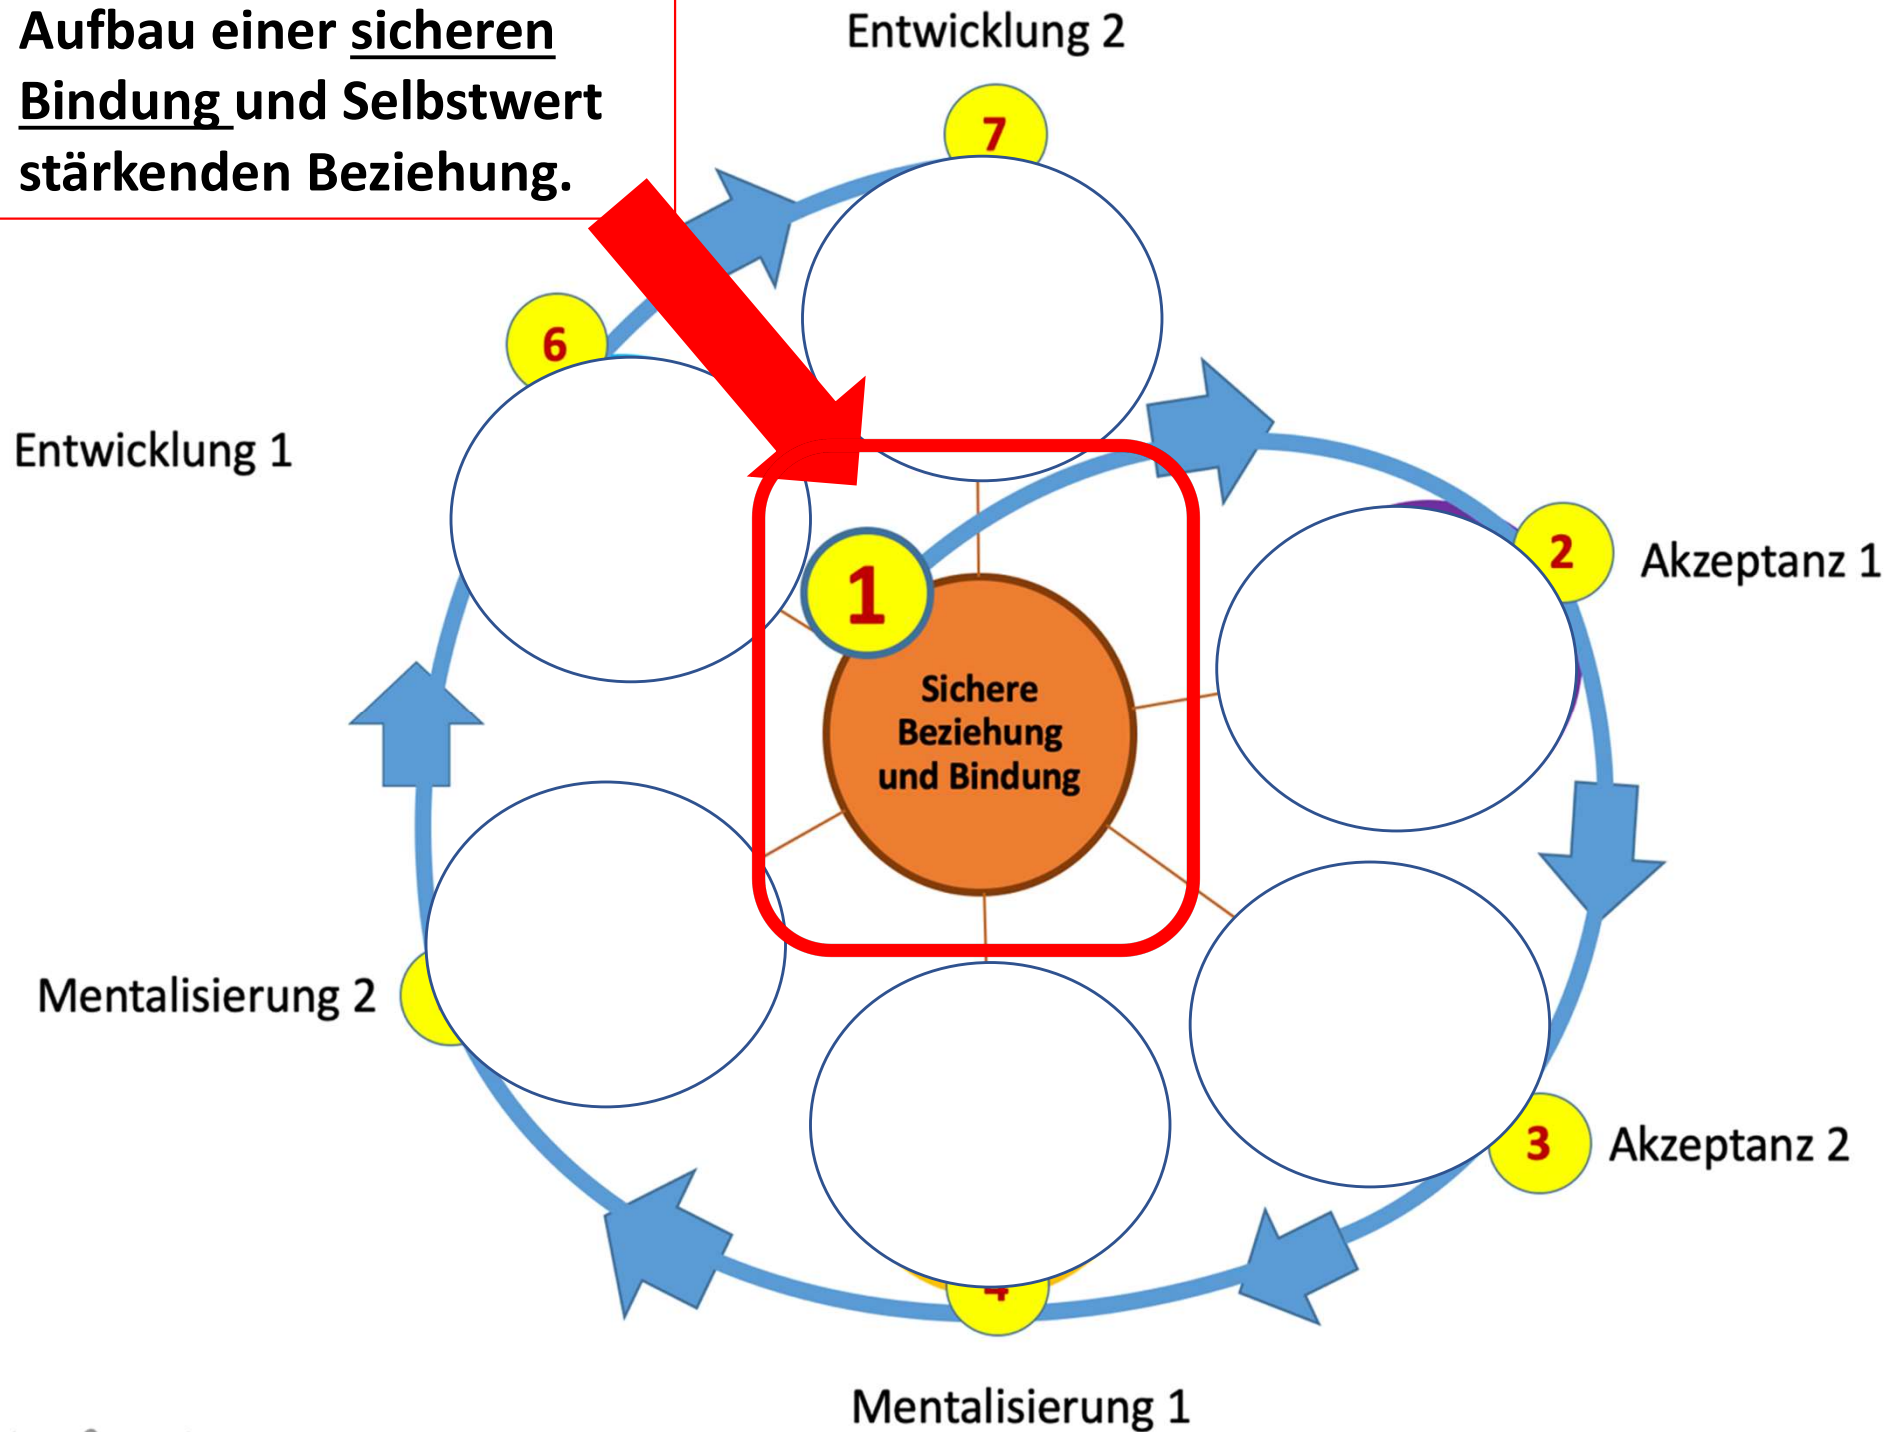 Aufbau einer sicheren
Bindung und Selbstwert
stärkenden Beziehung.
Entwicklung 2
7
6
Entwicklung 1
1
2
Akzeptanz 1
Sichere
Beziehung
und Bindung
Mentalisierung 2
3
Akzeptanz 2
4
Mentalisierung 1